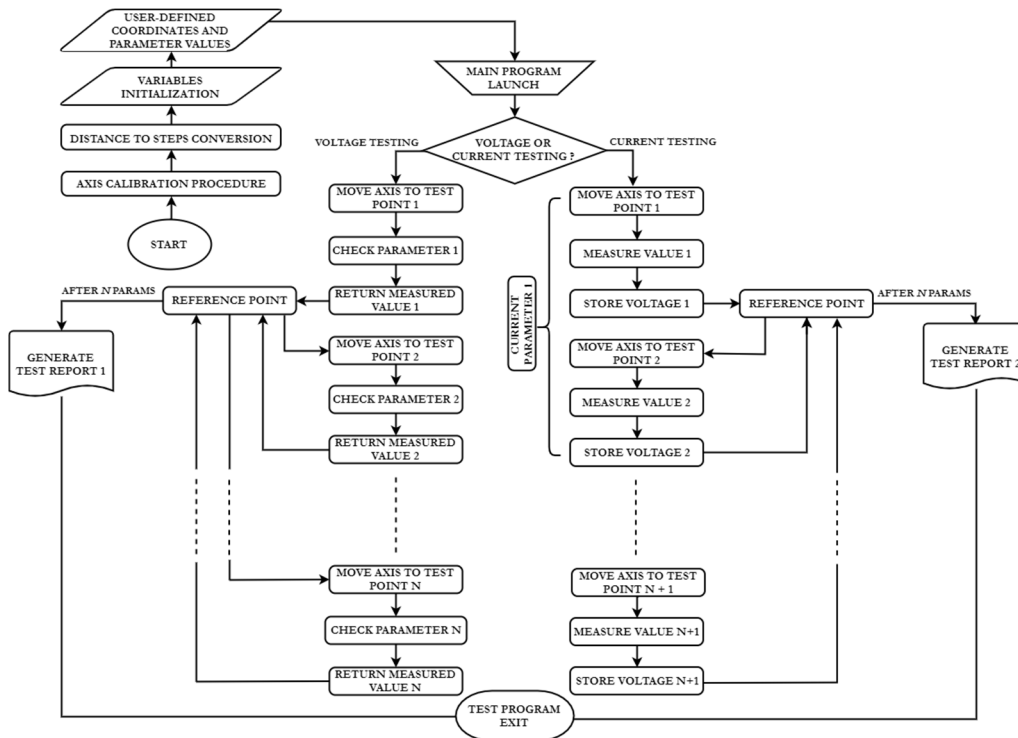 USER-DEFINED
COORDINATES AND
PARAMETER VALUES
VARIABLES
INITIALIZATION
DISTANCE TO STEPS CONVERSION
AXIS CALIBRATION PROCEDURE
START
MAIN PROGRAM
LAUNCH
VOLTAGE OR
CURRENT TESTING ?
VOLTAGE TESTING
CURRENT TESTING
MOVE AXIS TO TEST
POINT 1
CHECK PARAMETER 1
RETURN MEASURED
VALUE 1
REFERENCE POINT
AFTER N PARAMS
GENERATE
TEST REPORT 1
MOVE AXIS TO TEST
POINT 2
CHECK PARAMETER 2
RETURN MEASURED
VALUE 2
MOVE AXIS TO TEST
POINT N
CHECK PARAMETER N
RETURN MEASURED
VALUE N
CURRENT
PARAMETER 1
MOVE AXIS TO TEST
POINT 1
MEASURE VALUE 1
STORE VOLTAGE 1
REFERENCE POINT
AFTER N PARAMS
GENERATE
TEST REPORT 2
MOVE AXIS TO TEST
POINT 2
MEASURE VALUE 2
STORE VOLTAGE 2
MOVE AXIS TO TEST
POINT N + 1
MEASURE VALUE N+1
STORE VOLTAGE N+1
TEST PROGRAM
EXIT